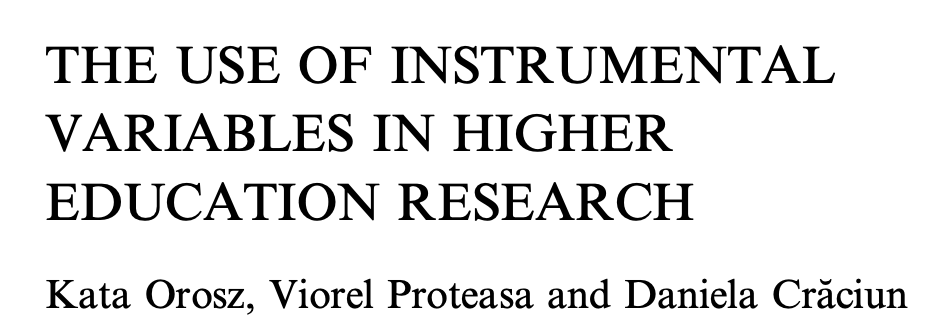 THE USE OF INSTRUMENTAL
VARIABLES IN HIGHER
EDUCATION RESEARCH
Kata Orosz, Viorel Proteasa and Daniela Crăciun